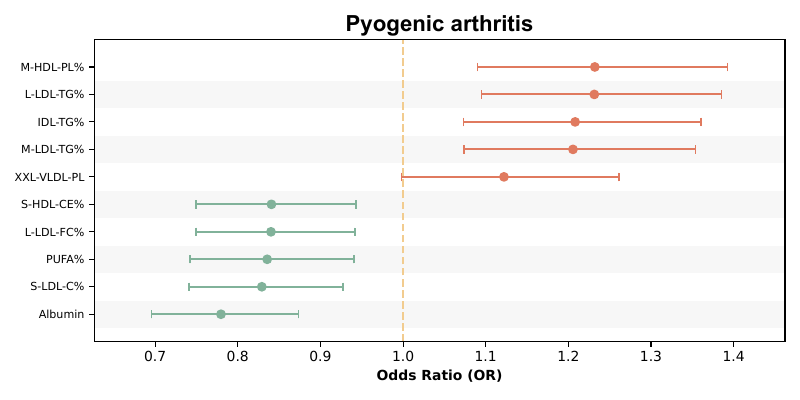 Pyogenic arthritis
M-HDL-PL%
L-LDL-TG%
IDL-TG%
M-LDL-TG%
XXL-VLDL-PL
S-HDL-CE%
L-LDL-FC%
PUFA%
S-LDL-C%
Albumin
0.7 0.8 0.9 1.0 1.1 1.2 1.3 1.4
Odds Ratio (OR)